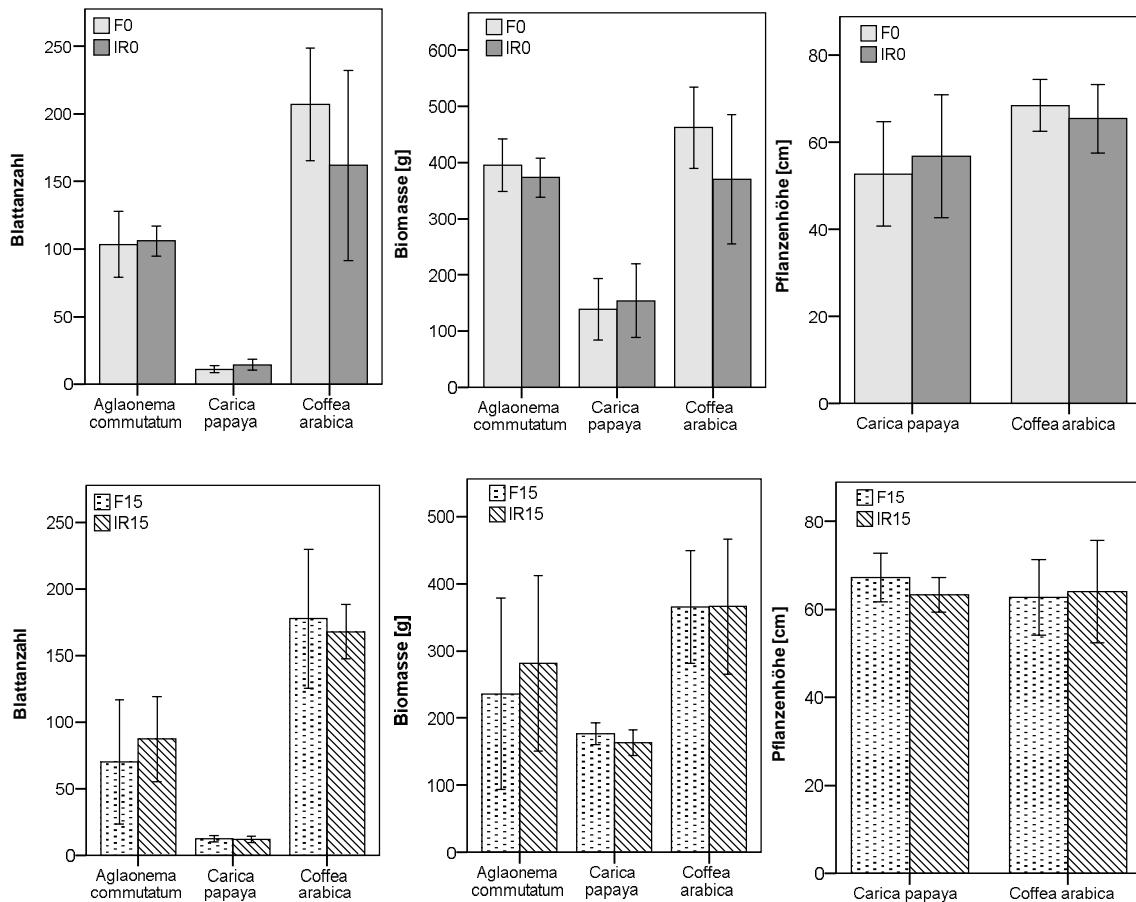 F0
IR0
250
200
150
100
50
0
Blattanzahl
Aglaonema
commutatum
Carica
papaya
Coffea
arabica
F0
IR0
600
500
400
300
200
100
0
Biomasse [g]
Aglaonema
commutatum
Carica
papaya
Coffea
arabica
F0
IR0
80
60
40
20
0
Pflanzenhöhe [cm]
Carica papaya
Coffea arabica
F15
IR15
250
200
150
100
50
0
Blattanzahl
Aglaonema
commutatum
Carica
papaya
Coffea
arabica
F15
IR15
500
400
300
200
100
0
Biomasse [g]
Aglaonema
commutatum
Carica
papaya
Coffea
arabica
F15
IR15
80
60
40
20
0
Pflanzenhöhe [cm]
Carica papaya
Coffea arabica